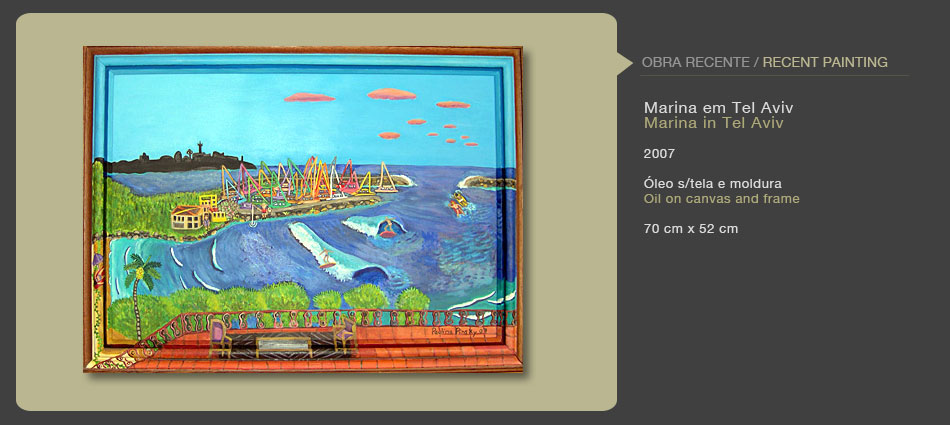 OBRA RECENTE / RECENT PAINTING
Marina em Tel Aviv
Marina in Tel Aviv
2007
Óleo s/tela e moldura
Oil on canvas and frame
70 cm x 52 cm